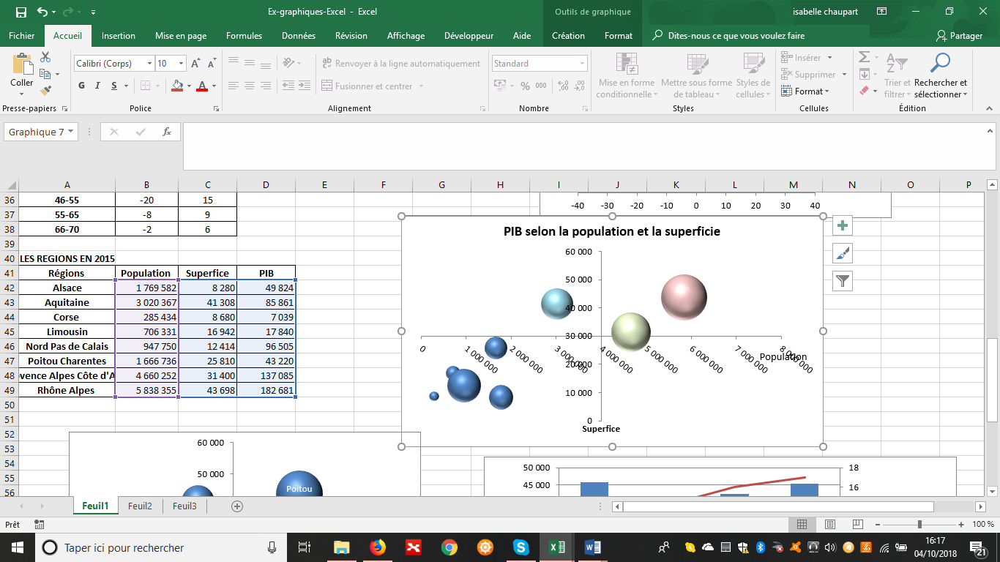 Ex-graphiques-Excel - Excel
Outils de graphique
isabelle chaupart
Fichier Accueil Insertion Mise en page Formules Données Révision Affichage Développeur Aide Création Format Dites-nous ce que vous voulez faire Partager
Coller
Presse-papiers
Calibri (Corps) 10
G I S
Police
ab Renvoyer à la ligne automatiquement
Fusionner et centrer
Alignement
Standard
% 000
Nombre
Mise en forme conditionnelle
Mettre sous forme de tableau
Styles de cellules
Styles
Insérer
Supprimer
Format
Cellules
Trier et filtrer
Rechercher et sélectionner
Édition
Graphique 7 fx
A B C D E F G H I J K L M N O P
36 46-55 -20 15
37 55-65 -8 9
38 66-70 -2 6
39
40 LES REGIONS EN 2015
41 Régions Population Superfice PIB
42 Alsace 1 769 582 8 280 49 824
43 Aquitaine 3 020 367 41 308 85 861
44 Corse 285 434 8 680 7 039
45 Limousin 706 331 16 942 17 840
46 Nord Pas de Calais 947 750 12 414 96 505
47 Poitou Charentes 1 666 736 25 810 43 220
48 vence Alpes Côte d'A 4 660 252 31 400 137 085
49 Rhône Alpes 5 838 355 43 698 182 681
50
51
52
53
54
55
56
-40 -30 -20 -10 0 10 20 30 40
PIB selon la population et la superficie
60 000
50 000
40 000
30 000
20 000
10 000
0
0 1 000 000 2 000 000 3 000 000 4 000 000 5 000 000 6 000 000 7 000 000 8 000 000
Population
Superfice
60 000
50 000
Poitou
50 000
45 000
18
16
Feuil1 Feuil2 Feuil3
Prêt
100 %
Taper ici pour rechercher
16:17
04/10/2018
21